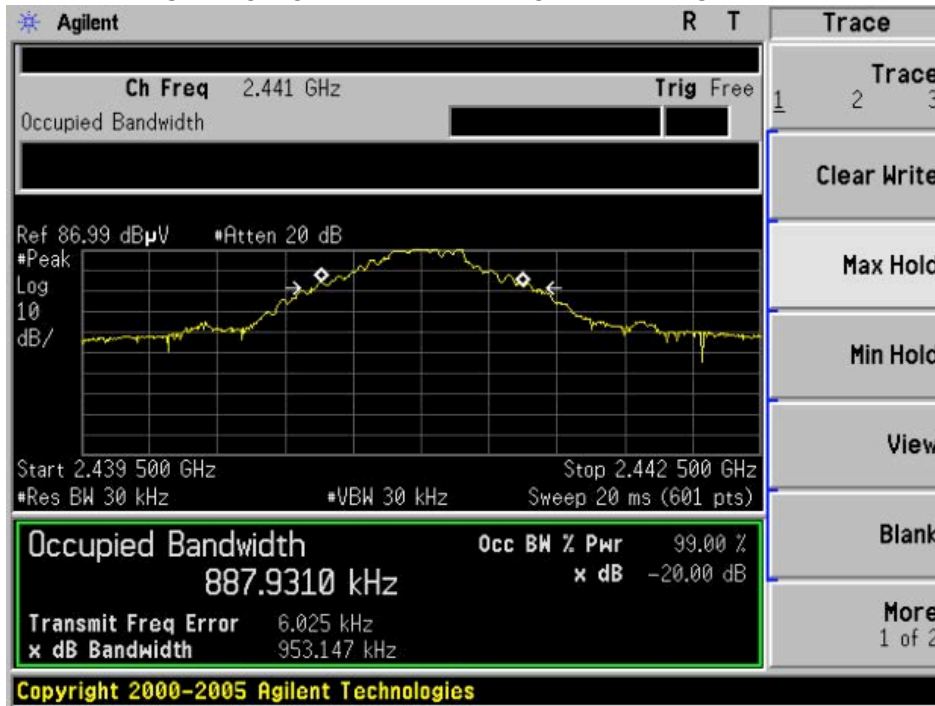 Agilent R T Trace
Ch Freq 2.441 GHz Trig Free
Occupied Bandwidth
Trace
1 2 3
Clear Write
Max Hold
Min Hold
View
Blank
More
1 of 2
Ref 86.99 dBµV #Atten 20 dB
#Peak
Log
10
dB/
Start 2.439 500 GHz Stop 2.442 500 GHz
#Res BW 30 kHz #VBW 30 kHz Sweep 20 ms (601 pts)
Occupied Bandwidth Occ BW % Pwr 99.00 %
887.9310 kHz x dB -20.00 dB
Transmit Freq Error 6.025 kHz
x dB Bandwidth 953.147 kHz
Copyright 2000-2005 Agilent Technologies